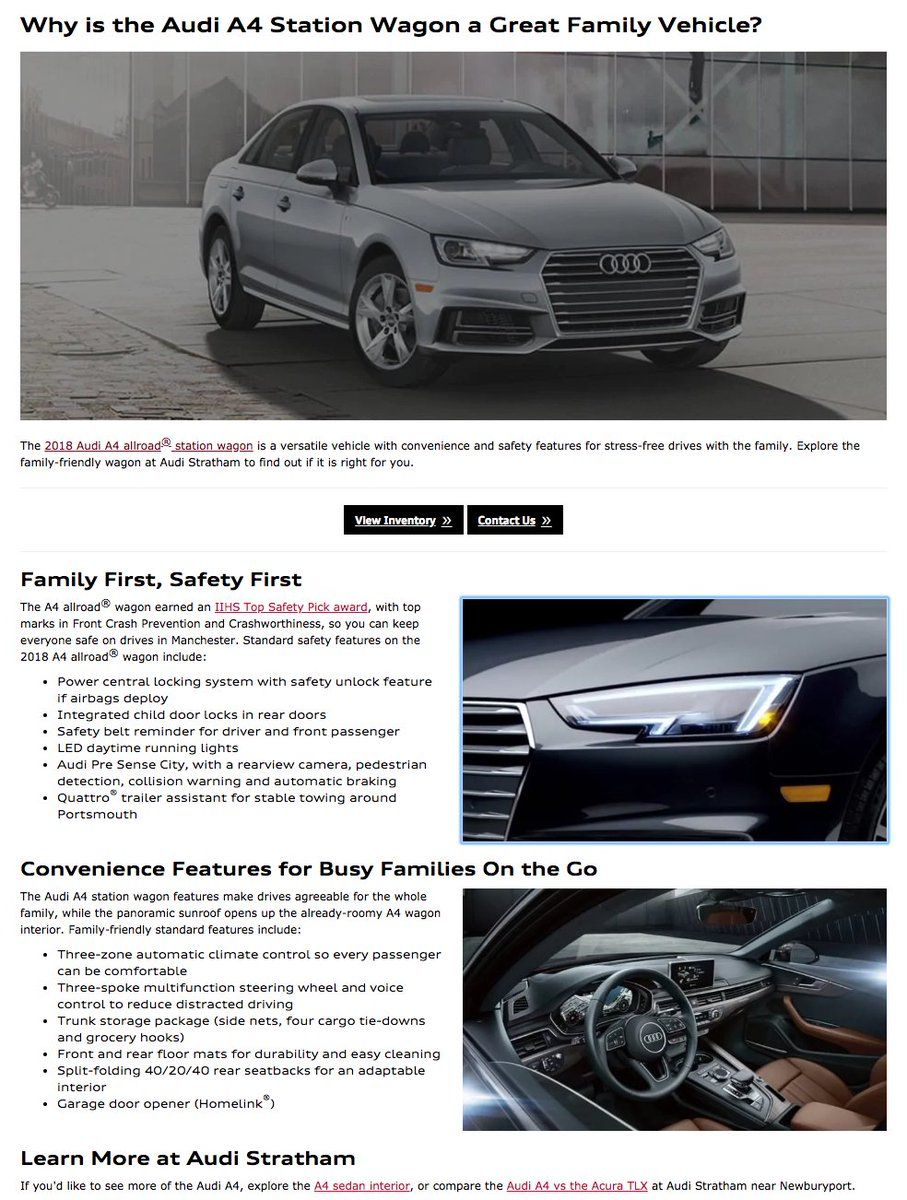 Why is the Audi A4 Station Wagon a Great Family Vehicle?
The 2018 Audi A4 allroad® station wagon is a versatile vehicle with convenience and safety features for stress-free drives with the family. Explore the
family-friendly wagon at Audi Stratham to find out if it is right for you.
View Inventory »
Contact Us »
Family First, Safety First
The A4 allroad® wagon earned an IIHS Top Safety Pick award, with top
marks in Front Crash Prevention and Crashworthiness, so you can keep
everyone safe on drives in Manchester. Standard safety features on the
2018 A4 allroad® wagon include:
• Power central locking system with safety unlock feature
if airbags deploy
• Integrated child door locks in rear doors
• Safety belt reminder for driver and front passenger
• LED daytime running lights
• Audi Pre Sense City, with a rearview camera, pedestrian
detection, collision warning and automatic braking
• Quattro® trailer assistant for stable towing around
Portsmouth
Convenience Features for Busy Families On the Go
The Audi A4 station wagon features make drives agreeable for the whole
family, while the panoramic sunroof opens up the already-roomy A4 wagon
interior. Family-friendly standard features include:
• Three-zone automatic climate control so every passenger
can be comfortable
• Three-spoke multifunction steering wheel and voice
control to reduce distracted driving
• Trunk storage package (side nets, four cargo tie-downs
and grocery hooks)
• Front and rear floor mats for durability and easy cleaning
• Split-folding 40/20/40 rear seatbacks for an adaptable
interior
• Garage door opener (Homelink®)
Learn More at Audi Stratham
If you'd like to see more of the Audi A4, explore the A4 sedan interior, or compare the Audi A4 vs the Acura TLX at Audi Stratham near Newburyport.